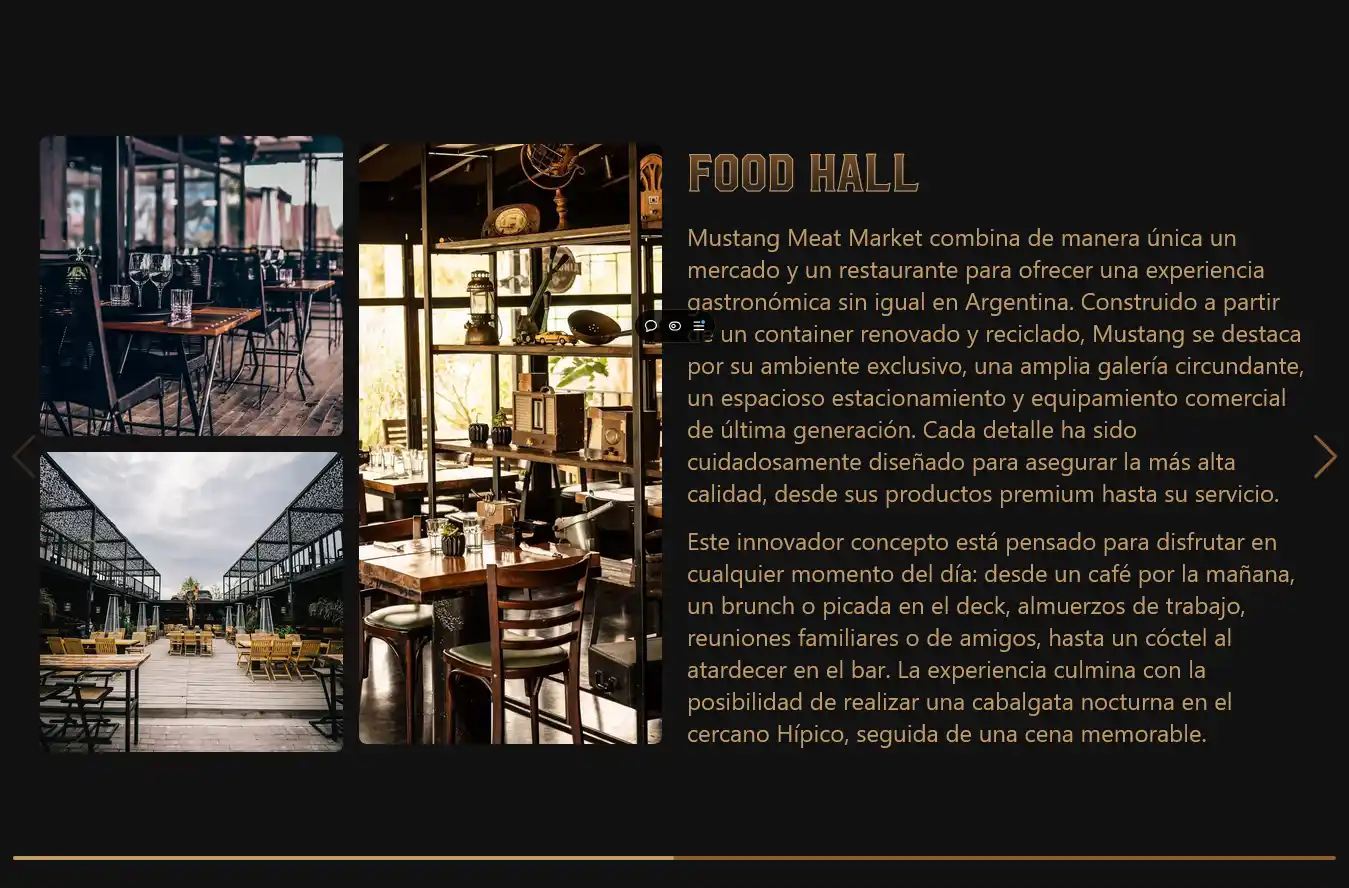 FOOD HALL
Mustang Meat Market combina de manera única un
mercado y un restaurante para ofrecer una experiencia
gastronómica sin igual en Argentina. Construido a partir
de un container renovado y reciclado, Mustang se destaca
por su ambiente exclusivo, una amplia galería circundante,
un espacioso estacionamiento y equipamiento comercial
de última generación. Cada detalle ha sido
cuidadosamente diseñado para asegurar la más alta
calidad, desde sus productos premium hasta su servicio.
Este innovador concepto está pensado para disfrutar en
cualquier momento del día: desde un café por la mañana,
un brunch o picada en el deck, almuerzos de trabajo,
reuniones familiares o de amigos, hasta un cóctel al
atardecer en el bar. La experiencia culmina con la
posibilidad de realizar una cabalgata nocturna en el
cercano Hípico, seguida de una cena memorable.